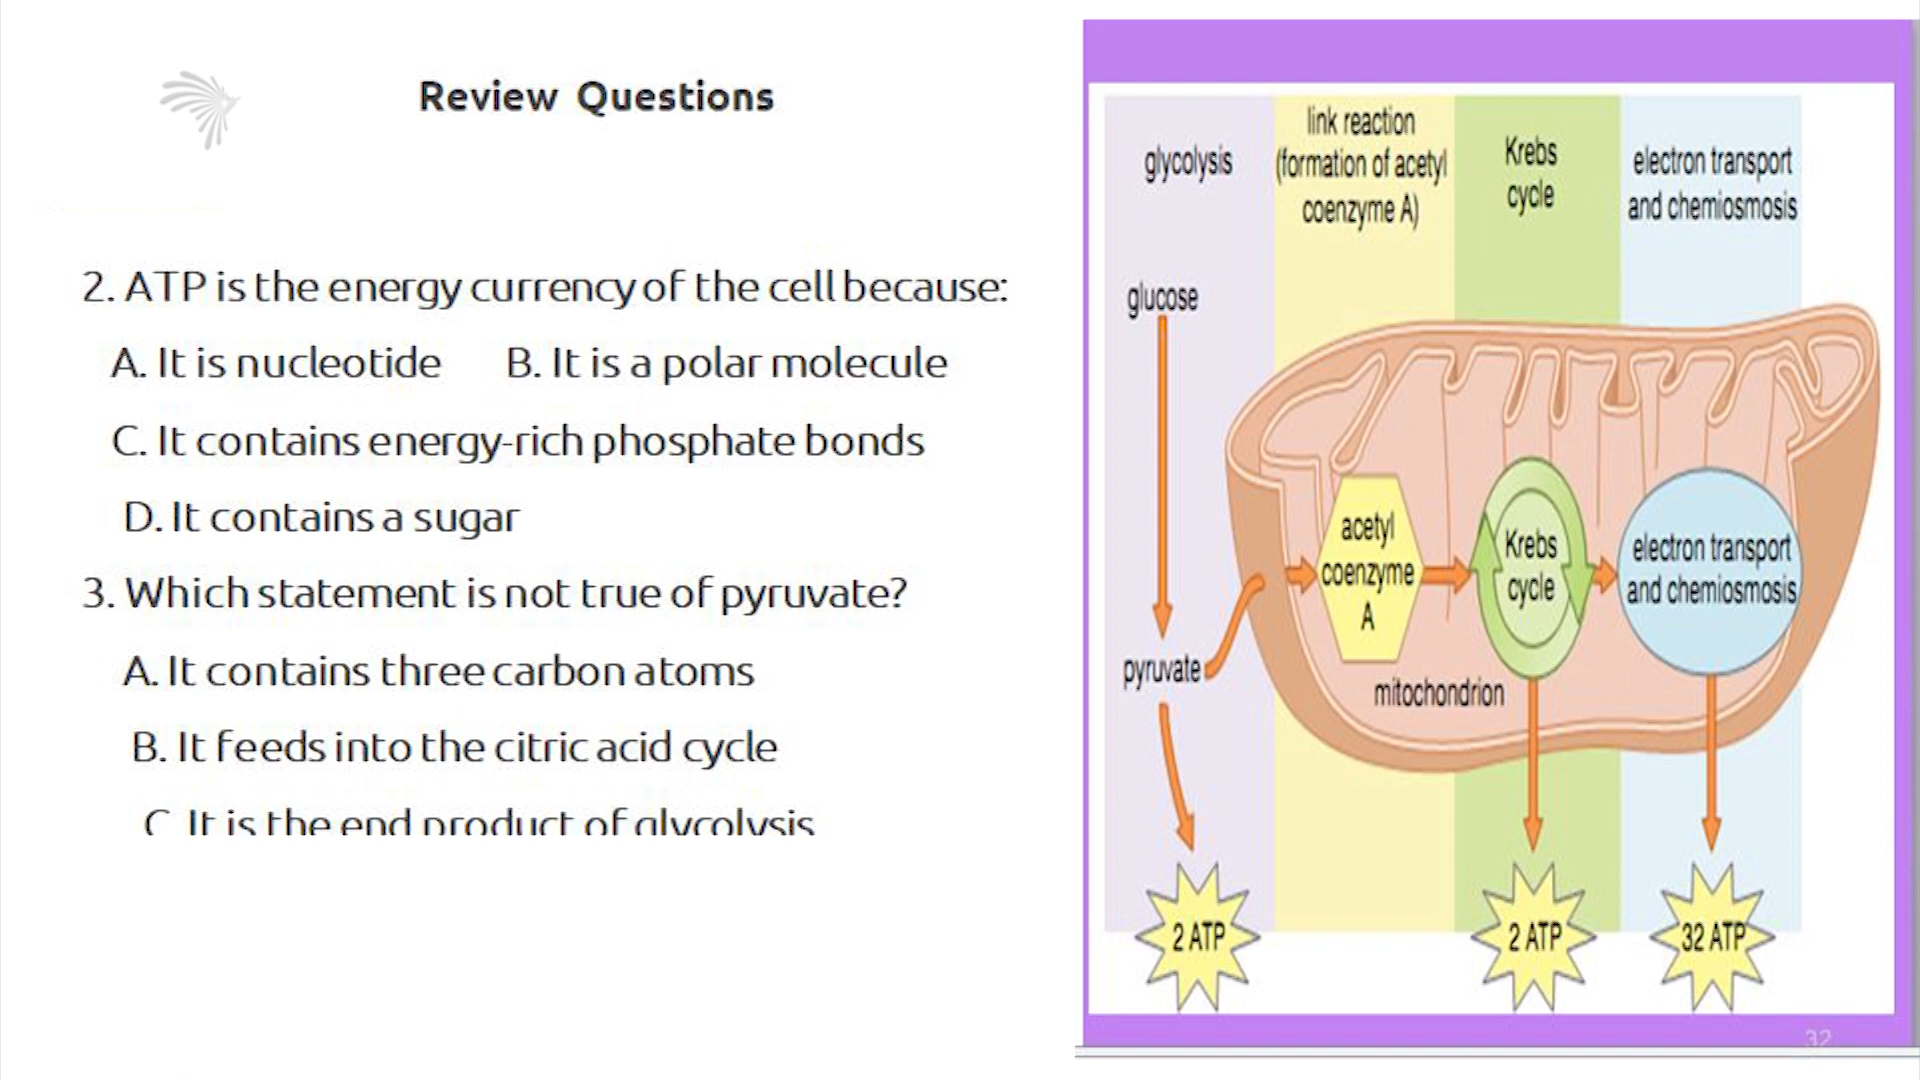 Review Questions
2. ATP is the energy currency of the cell because:
A. It is nucleotide B. It is a polar molecule
C. It contains energy-rich phosphate bonds
D. It contains a sugar
3. Which statement is not true of pyruvate?
A. It contains three carbon atoms
B. It feeds into the citric acid cycle
C It is the end product of glycolysis
glycolysis
link reaction
(formation of acetyl
coenzyme A)
Krebs
cycle
electron transport
and chemiosmosis
glucose
acetyl
coenzyme
A
Krebs
cycle
electron transport
and chemiosmosis
pyruvate
mitochondrion
2 ATP
2 ATP
32 ATP
32